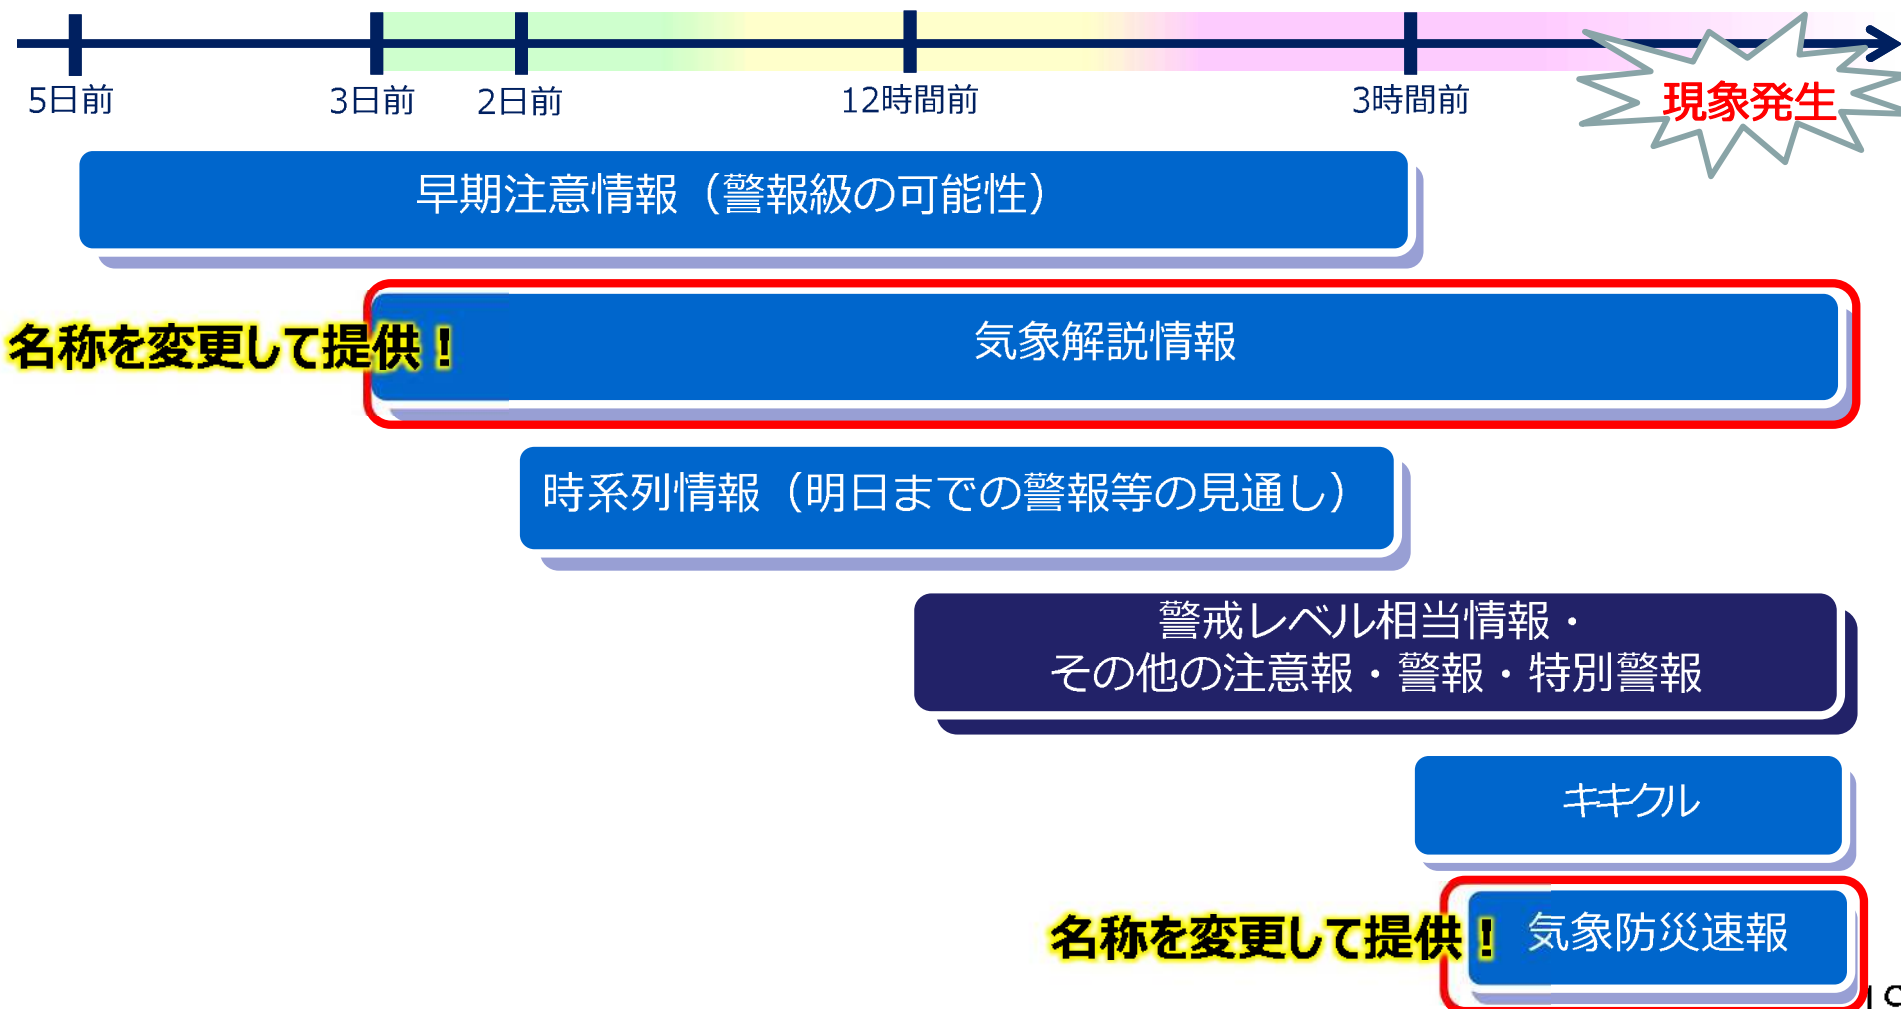 5日前
3日前
2日前
12時間前
3時間前
現象発生
早期注意情報（警報級の可能性）
名称を変更して提供！
気象解説情報
時系列情報（明日までの警報等の見通し）
警戒レベル相当情報・
その他の注意報・警報・特別警報
キキクル
名称を変更して提供！
気象防災速報